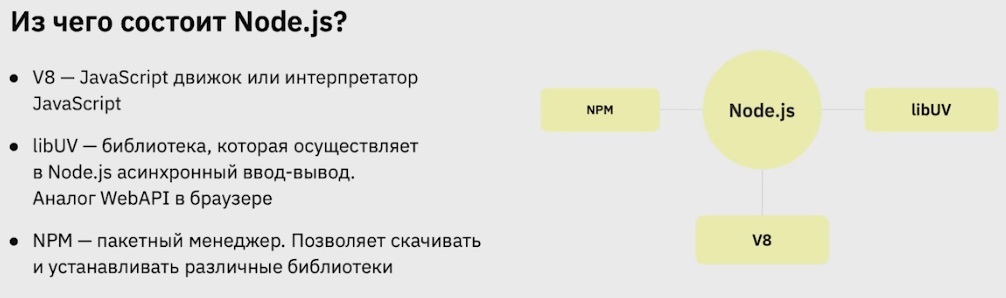 Из чего состоит Node.js?
● V8 — JavaScript движок или интерпретатор
JavaScript
● libUV — библиотека, которая осуществляет
в Node.js асинхронный ввод-вывод.
Аналог WebAPI в браузере
● NPM — пакетный менеджер. Позволяет скачивать
и устанавливать различные библиотеки
NPM
Node.js
libUV
V8